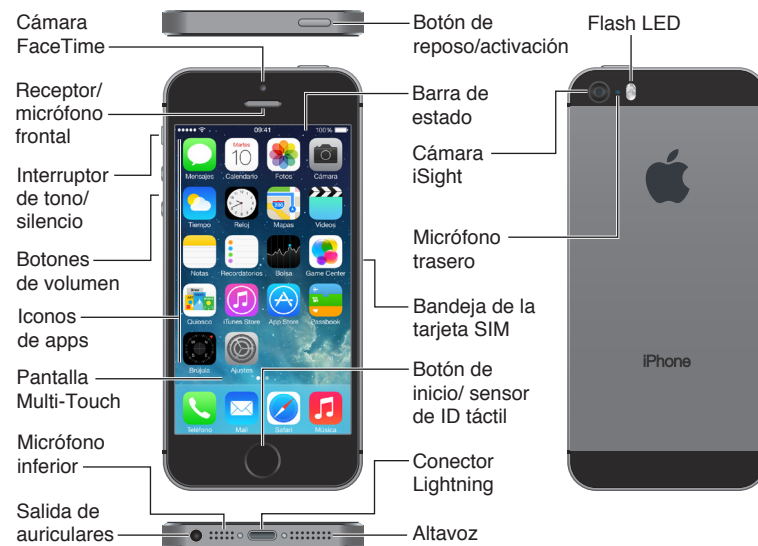 Cámara
FaceTime
Receptor/
micrófono
frontal
Interruptor
de tono/
silencio
Botones
de volumen
Iconos
de apps
Pantalla
Multi-Touch
Micrófono
inferior
Salida de
auriculares
09:41
100 %
Martes
10
Mensajes
Calendario
Fotos
Cámara
Tiempo
Reloj
Mapas
Vídeos
Notas
Recordatorios
Bolsa
Game Center
Quiosco
iTunes Store
App Store
Passbook
Brújula
Ajustes
Teléfono
Mail
Safari
Música
Botón de
reposo/activación
Barra de
estado
Bandeja de la
tarjeta SIM
Botón de
inicio/ sensor
de ID táctil
Conector
Lightning
Altavoz
Flash LED
Cámara
iSight
Micrófono
trasero
iPhone